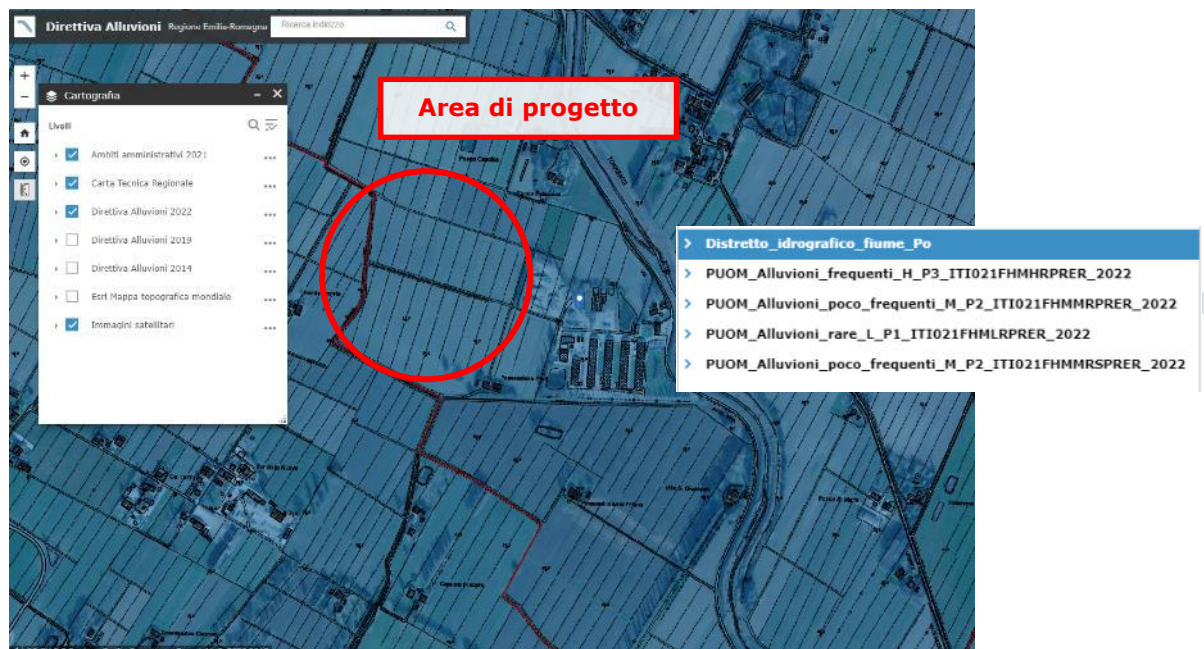 Direttiva Alluvioni Regione Emilia-Romagna Ricerca indirizzo
Area di progetto
Cartografia
Livelli
Ambiti amministrativi 2021
Carta Tecnica Regionale
Direttiva Alluvioni 2022
Direttiva Alluvioni 2019
Direttiva Alluvioni 2014
Esri Mappa topografica mondiale
Immagini satellitari
Distretto_idrografico_fiume_Po
PUOM_Alluvioni_frequenti_H_P3_ITI021FHMHRPRER_2022
PUOM_Alluvioni_poco_frequenti_M_P2_ITI021FHMMRPRER_2022
PUOM_Alluvioni_rare_L_P1_ITI021FHMLRPRER_2022
PUOM_Alluvioni_poco_frequenti_M_P2_ITI021FHMMRSPRER_2022